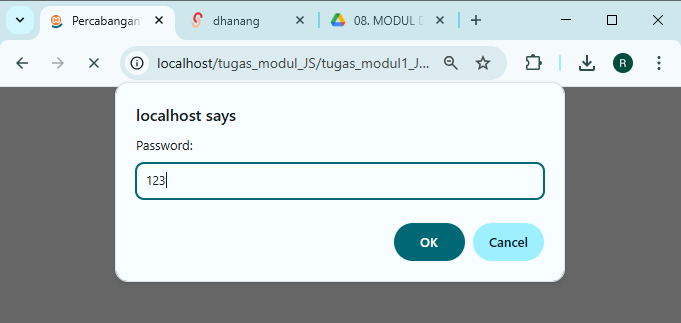 Percabangan
dhanang
08. MODUL D
localhost/tugas_modul_JS/tugas_modul1_J...
R
localhost says
Password:
123
OK
Cancel